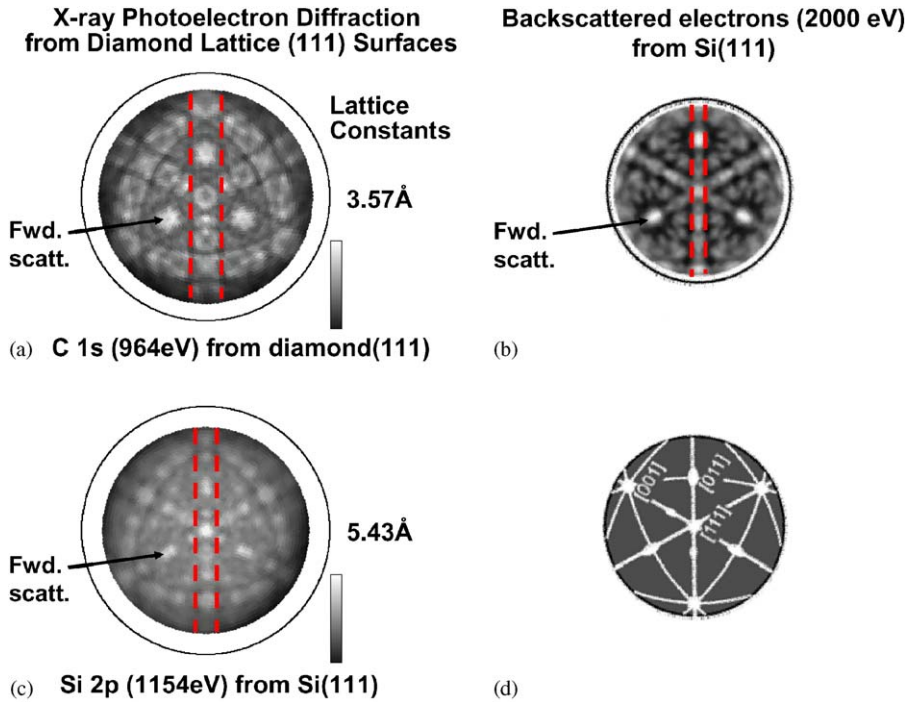 X-ray Photoelectron Diffraction
from Diamond Lattice (111) Surfaces
Backscattered electrons (2000 eV)
from Si(111)
Lattice
Constants
3.57Å
Fwd.
scatt.
Fwd.
scatt.
(a) C 1s (964eV) from diamond(111)
(b)
5.43Å
Fwd.
scatt.
[001]
[011]
[111]
(c) Si 2p (1154eV) from Si(111)
(d)